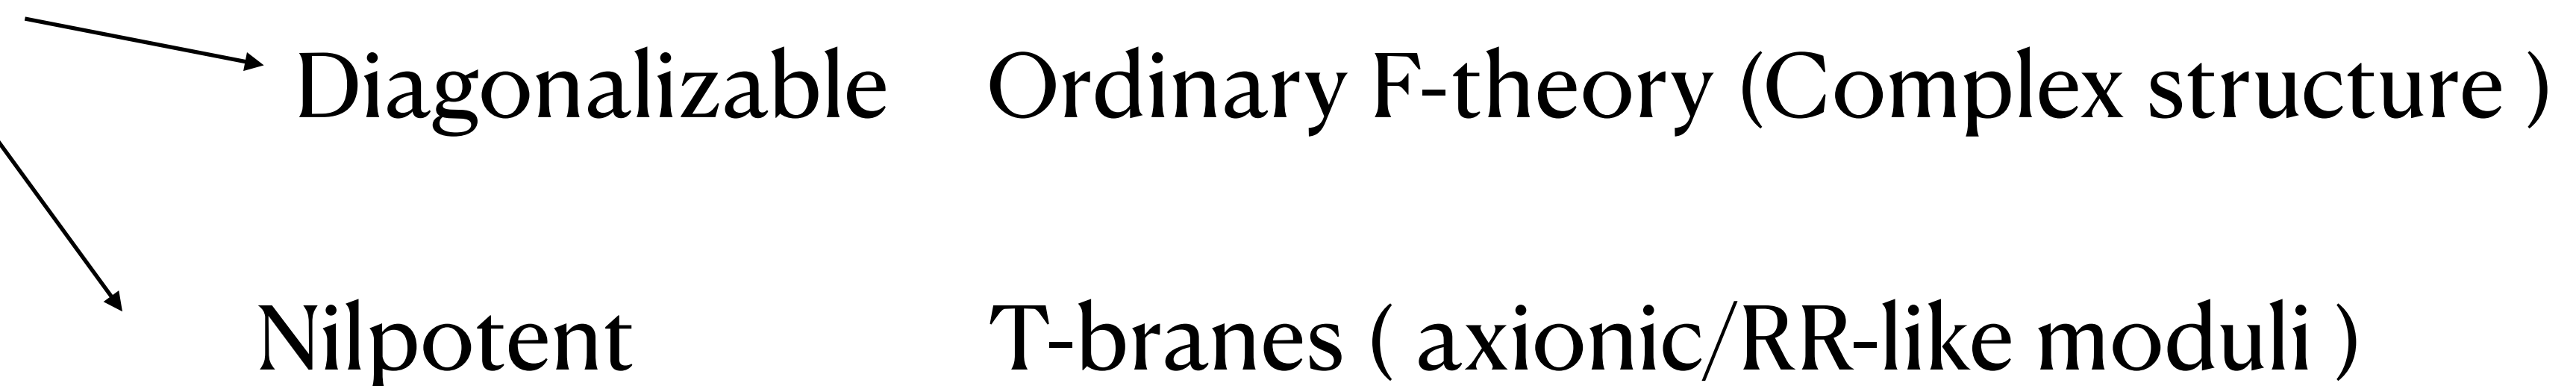 Diagonalizable Ordinary F-theory (Complex structure )
Nilpotent T-branes ( axionic/RR-like moduli )